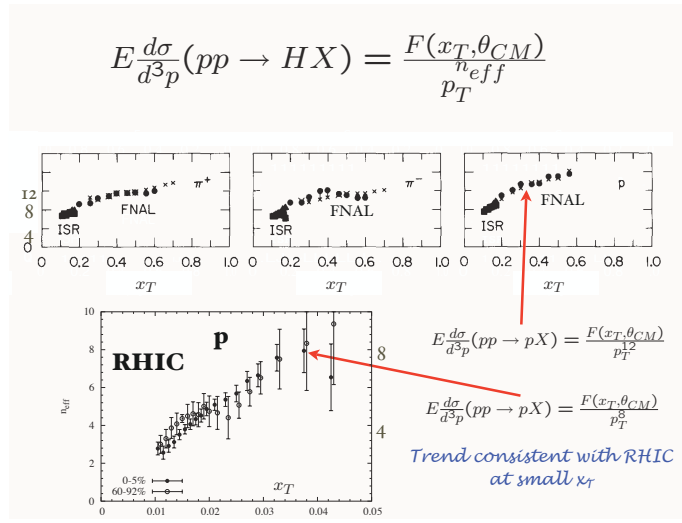 E dσ/d³p (pp → HX) = F(x_T,θ_CM)/p_T^n_eff
π⁺ π⁻ p
12
8
4
0
FNAL FNAL FNAL
ISR ISR ISR
0 0.2 0.4 0.6 0.8 1.0 0 0.2 0.4 0.6 0.8 1.0 0 0.2 0.4 0.6 0.8 1.0
x_T x_T x_T
10
8
6
4
2
0
n_eff
p
RHIC
0-5%
60-92%
x_T
0 0.01 0.02 0.03 0.04 0.05
8
4
E dσ/d³p (pp → pX) = F(x_T,θ_CM)/p_T^12
E dσ/d³p (pp → pX) = F(x_T,θ_CM)/p_T^8
Trend consistent with RHIC
at small x_T